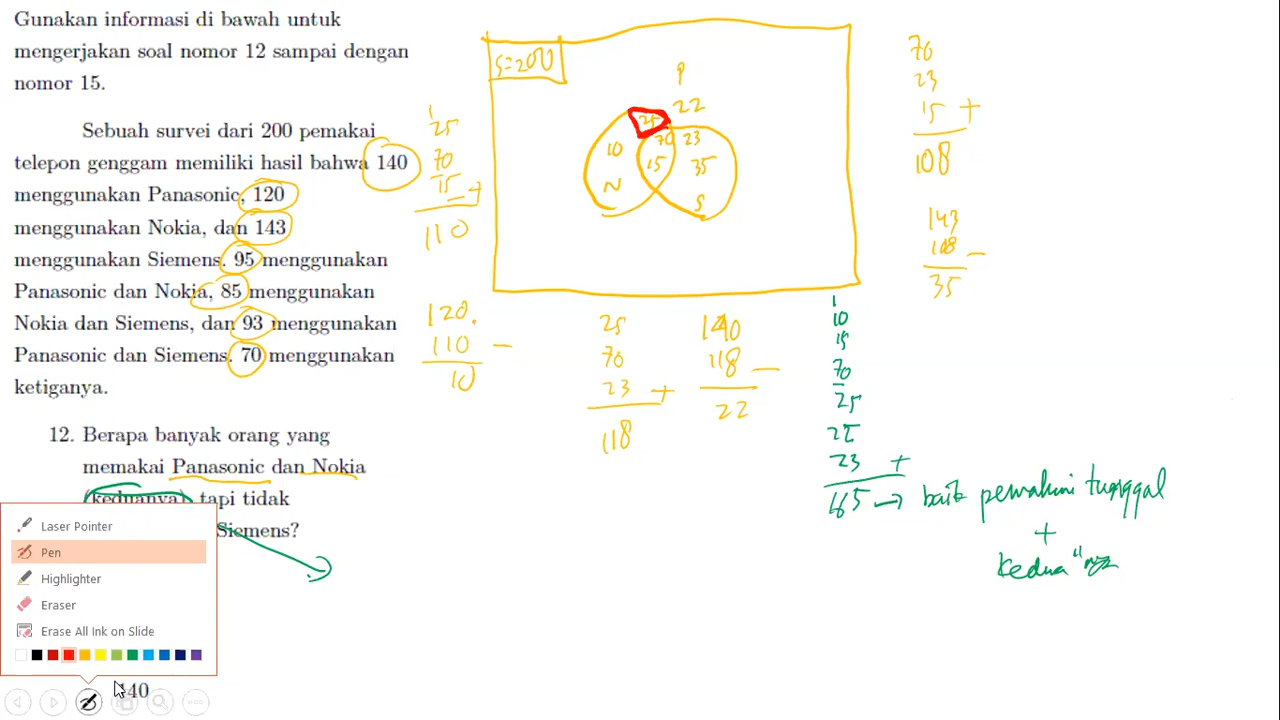 Gunakan informasi di bawah untuk
mengerjakan soal nomor 12 sampai dengan
nomor 15.
Sebuah survei dari 200 pemakai
telepon genggam memiliki hasil bahwa 140
menggunakan Panasonic, 120
menggunakan Nokia, dan 143
menggunakan Siemens. 95 menggunakan
Panasonic dan Nokia, 85 menggunakan
Nokia dan Siemens, dan 93 menggunakan
Panasonic dan Siemens. 70 menggunakan
ketiganya.
12. Berapa banyak orang yang
memakai Panasonic dan Nokia
(keduanya) tapi tidak
Siemens?
Laser Pointer
Pen
Highlighter
Eraser
Erase All Ink on Slide
40
1
25
70
15 +
110
120
110 -
10
S=200
P
22
25
10
70 23
15 35
N
S
25
70
23 +
118
140
118 -
22
70
23
15 +
108
143
108 -
35
1
10
15
70
25
22
23 +
165 → baik pemakai tunggal
+
kedua"nya